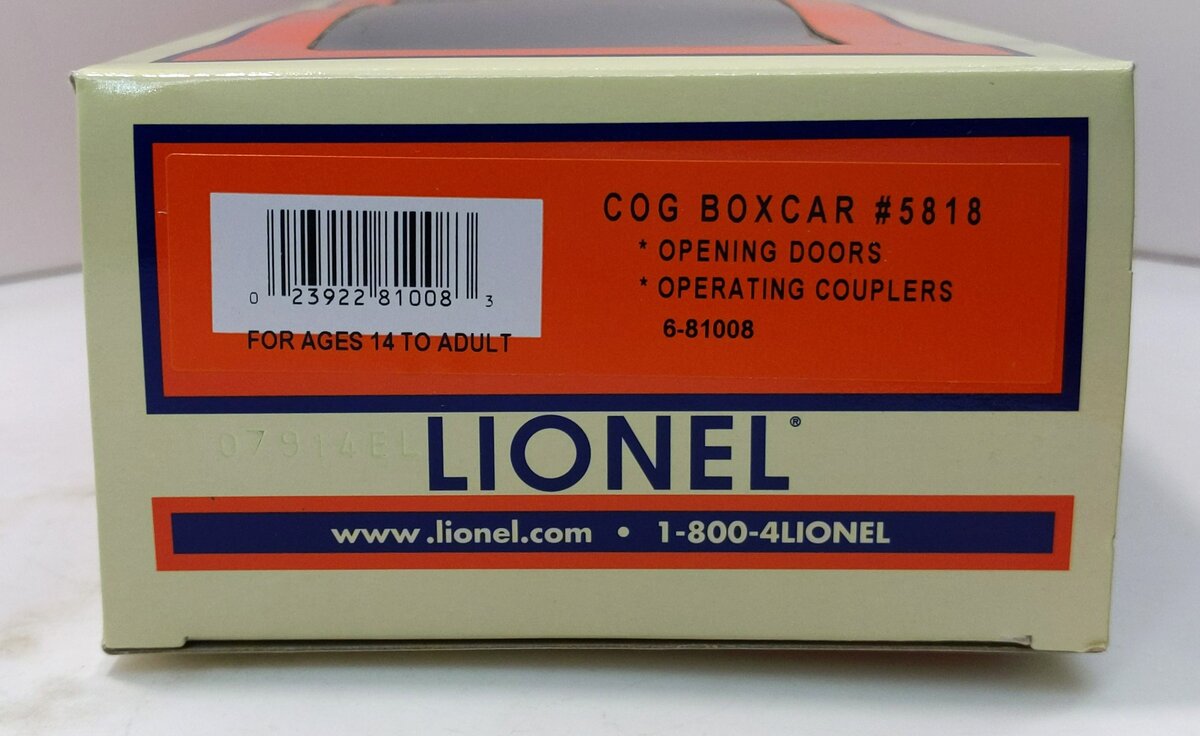 COG BOXCAR #5818
* OPENING DOORS
* OPERATING COUPLERS
6-81008
0 23922 81008 3
FOR AGES 14 TO ADULT
07914EL
LIONEL®
www.lionel.com • 1-800-4LIONEL